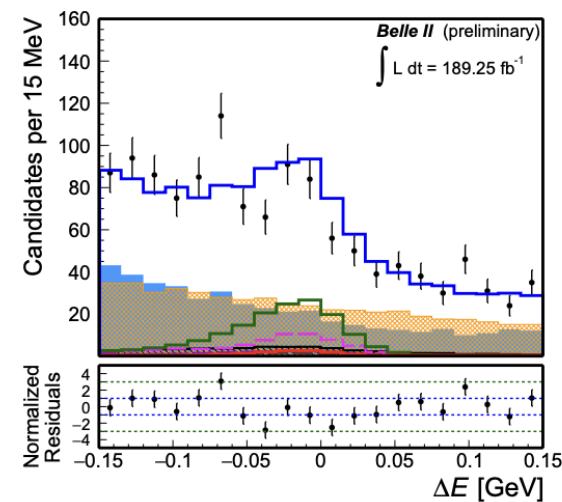 Candidates per 15 MeV
160
140
120
100
80
60
40
20
Belle II (preliminary)
∫ L dt = 189.25 fb⁻¹
Normalized
Residuals
4
2
0
−2
−4
−0.15 −0.1 −0.05 0 0.05 0.1 0.15
ΔE [GeV]